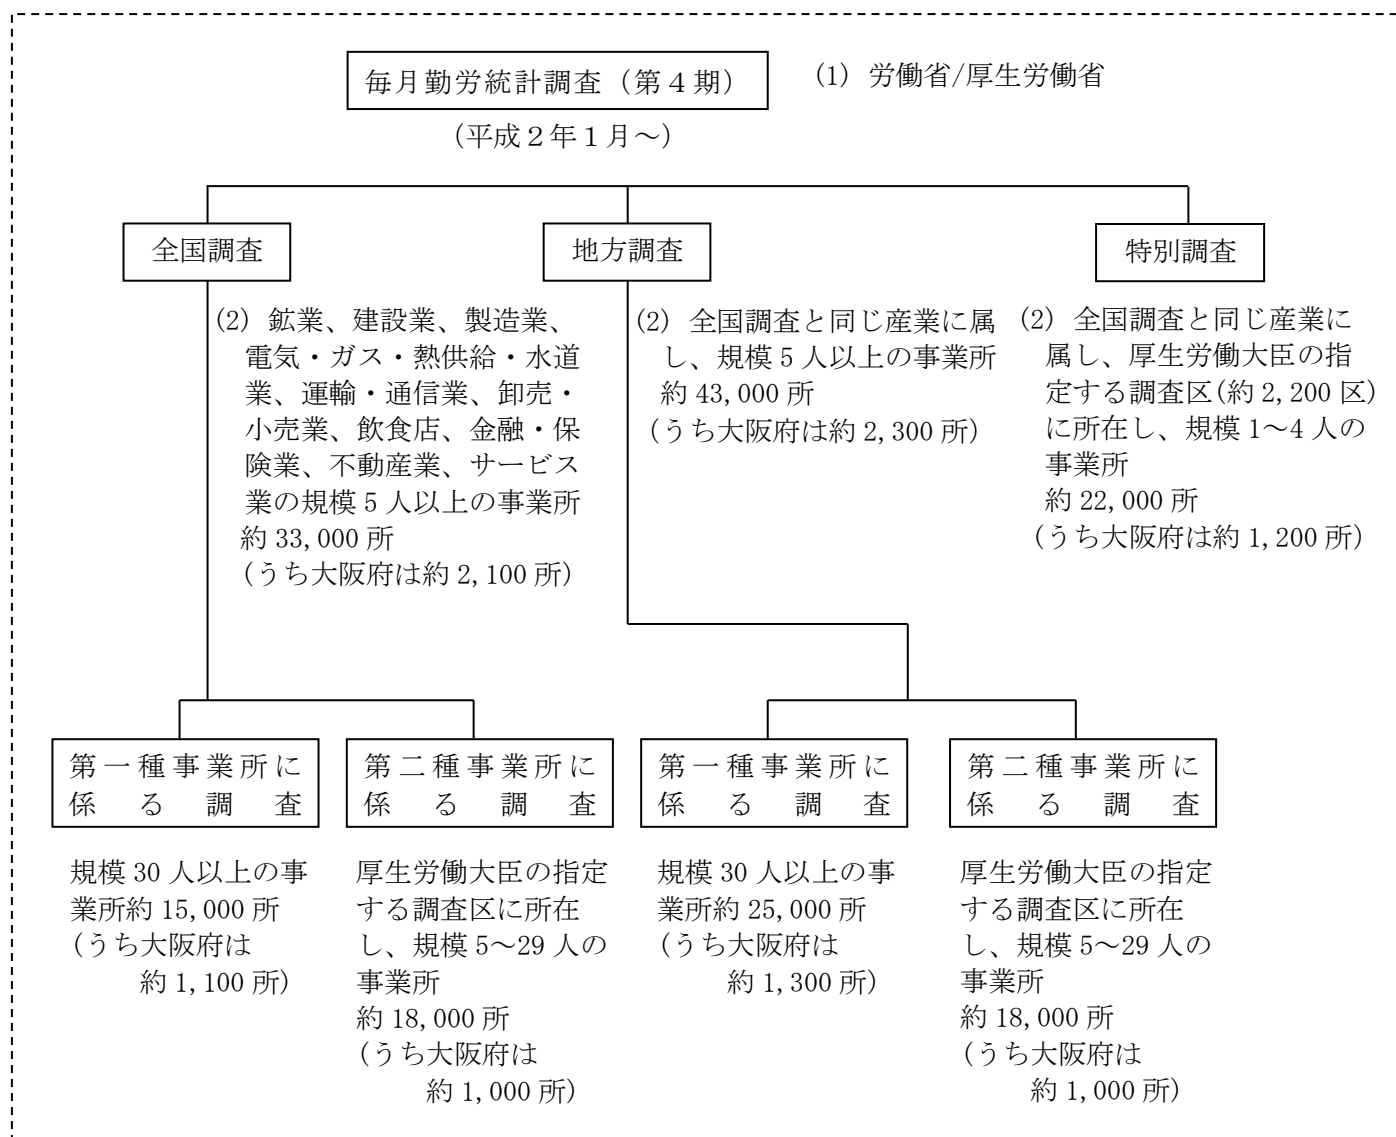 毎月勤労統計調査（第４期）
(1) 労働省/厚生労働省
（平成２年１月～）
全国調査
(2) 鉱業、建設業、製造業、
電気・ガス・熱供給・水道
業、運輸・通信業、卸売・
小売業、飲食店、金融・保
険業、不動産業、サービス
業の規模 5 人以上の事業所
約 33,000 所
（うち大阪府は約 2,100 所）
地方調査
(2) 全国調査と同じ産業に属
し、規模 5 人以上の事業所
約 43,000 所
（うち大阪府は約 2,300 所）
特別調査
(2) 全国調査と同じ産業に
属し、厚生労働大臣の指
定する調査区(約 2,200 区)
に所在し、規模 1～4 人の
事業所
約 22,000 所
（うち大阪府は約 1,200 所）
第一種事業所に
係る調査
規模 30 人以上の事
業所約 15,000 所
（うち大阪府は
約 1,100 所）
第二種事業所に
係る調査
厚生労働大臣の指定
する調査区に所在
し、規模 5～29 人の
事業所
約 18,000 所
（うち大阪府は
約 1,000 所）
第一種事業所に
係る調査
規模 30 人以上の事
業所約 25,000 所
（うち大阪府は
約 1,300 所）
第二種事業所に
係る調査
厚生労働大臣の指定
する調査区に所在
し、規模 5～29 人の
事業所
約 18,000 所
（うち大阪府は
約 1,000 所）